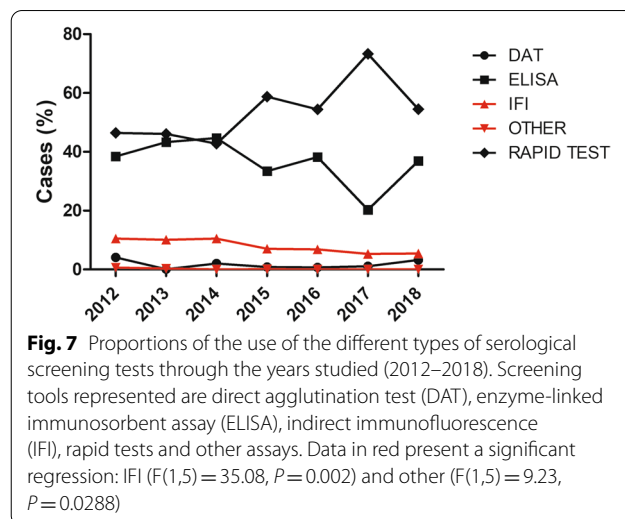 80
60
40
20
0
Cases (%)
2012
2013
2014
2015
2016
2017
2018
DAT
ELISA
IFI
OTHER
RAPID TEST
Fig. 7 Proportions of the use of the different types of serological
screening tests through the years studied (2012–2018). Screening
tools represented are direct agglutination test (DAT), enzyme-linked
immunosorbent assay (ELISA), indirect immunofluorescence
(IFI), rapid tests and other assays. Data in red present a significant
regression: IFI (F(1,5) = 35.08, P = 0.002) and other (F(1,5) = 9.23,
P = 0.0288)